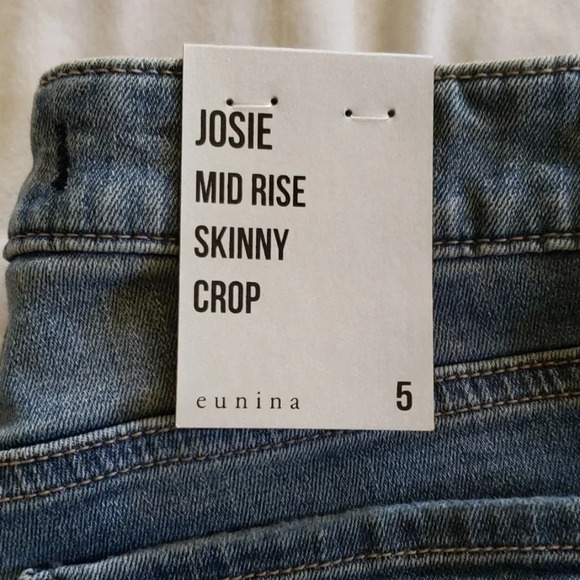 JOSIE
MID RISE
SKINNY
CROP
eunina 5